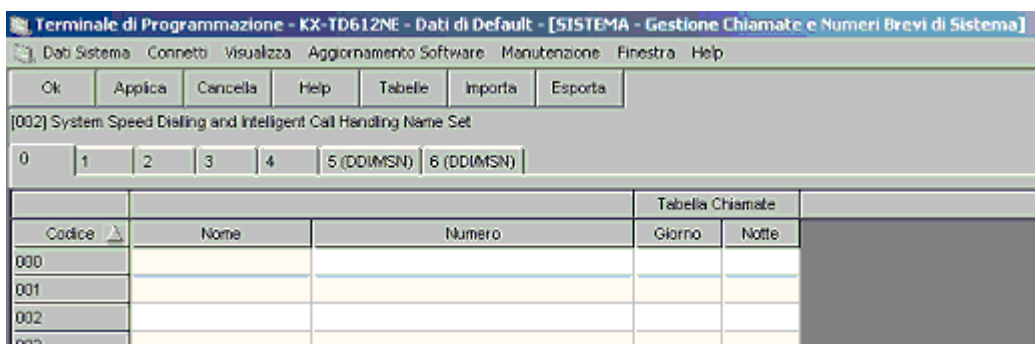 Terminale di Programmazione - KX-TD612NE - Dati di Default - [SISTEMA - Gestione Chiamate e Numeri Brevi di Sistema]
Dati Sistema Connetti Visualizza Aggiornamento Software Manutenzione Finestra Help
Ok Applica Cancella Help Tabelle Importa Esporta
[002] System Speed Dialling and Intelligent Call Handling Name Set
0 1 2 3 4 5 (DDI/MSN) 6 (DDI/MSN)
Tabella Chiamate
Codice Nome Numero Giorno Notte
000
001
002